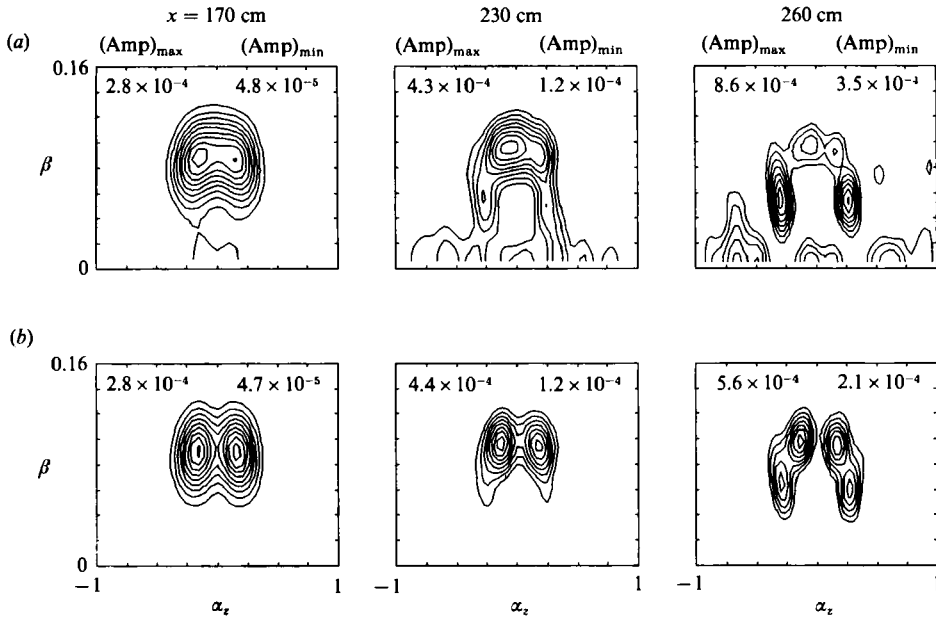 x = 170 cm 230 cm 260 cm
(a)
(Amp)max (Amp)min (Amp)max (Amp)min (Amp)max (Amp)min
0.16
2.8 × 10⁻⁴ 4.8 × 10⁻⁵ 4.3 × 10⁻⁴ 1.2 × 10⁻⁴ 8.6 × 10⁻⁴ 3.5 × 10⁻⁴
β
0
(b)
0.16
2.8 × 10⁻⁴ 4.7 × 10⁻⁵ 4.4 × 10⁻⁴ 1.2 × 10⁻⁴ 5.6 × 10⁻⁴ 2.1 × 10⁻⁴
β
0
−1 1 −1 1 −1 1
αz αz αz